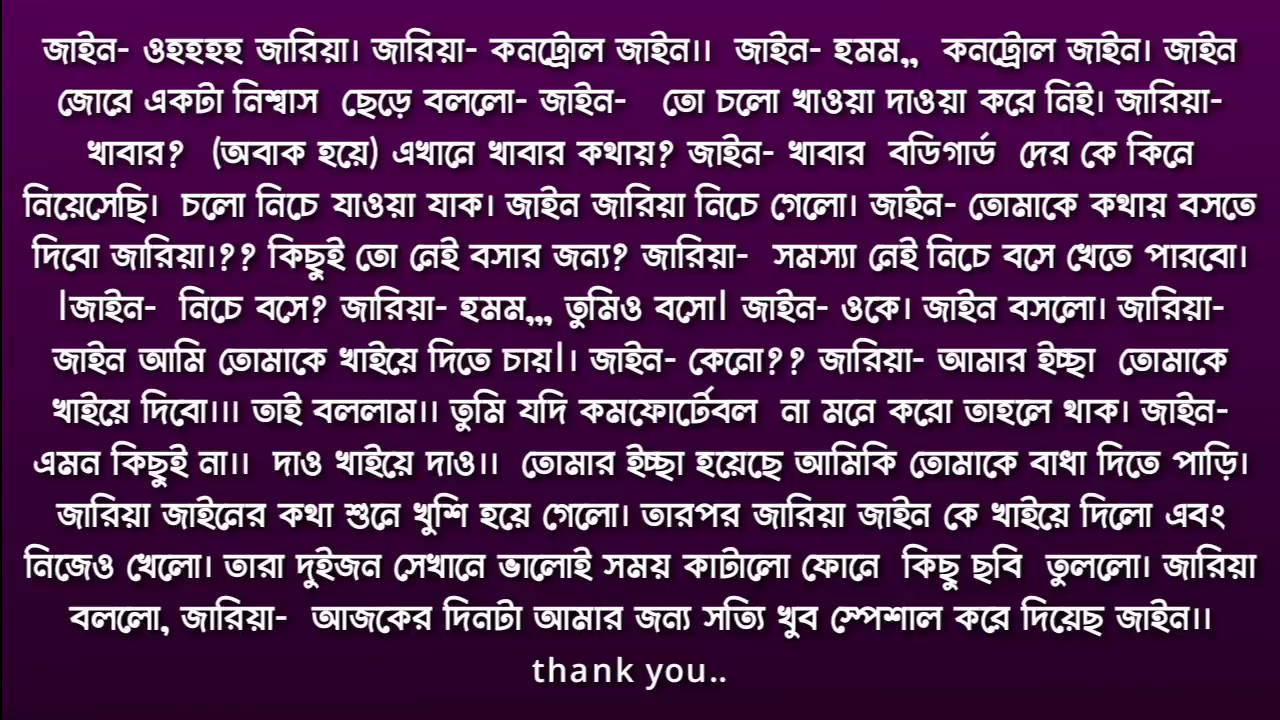 জাইন- ওহহহহ জারিয়া। জারিয়া- কনট্রোল জাইন।। জাইন- হমম,, কনট্রোল জাইন। জাইন
জোরে একটা নিশ্বাস ছেড়ে বললো- জাইন- তো চলো খাওয়া দাওয়া করে নিই। জারিয়া-
খাবার? (অবাক হয়ে) এখানে খাবার কথায়? জাইন- খাবার বডিগার্ড দের কে কিনে
নিয়েসেছি। চলো নিচে যাওয়া যাক। জাইন জারিয়া নিচে গেলো। জাইন- তোমাকে কথায় বসতে
দিবো জারিয়া।?? কিছুই তো নেই বসার জন্য? জারিয়া- সমস্যা নেই নিচে বসে খেতে পারবো।
|জাইন- নিচে বসে? জারিয়া- হমম,,, তুমিও বসো| জাইন- ওকে। জাইন বসলো। জারিয়া-
জাইন আমি তোমাকে খাইয়ে দিতে চায়|। জাইন- কেনো?? জারিয়া- আমার ইচ্ছা তোমাকে
খাইয়ে দিবো।।। তাই বললাম।। তুমি যদি কমফোর্টেবল না মনে করো তাহলে থাক। জাইন-
এমন কিছুই না।। দাও খাইয়ে দাও।। তোমার ইচ্ছা হয়েছে আমিকি তোমাকে বাধা দিতে পাড়ি।
জারিয়া জাইনের কথা শুনে খুশি হয়ে গেলো। তারপর জারিয়া জাইন কে খাইয়ে দিলো এবং
নিজেও খেলো। তারা দুইজন সেখানে ভালোই সময় কাটালো ফোনে কিছু ছবি তুললো। জারিয়া
বললো, জারিয়া- আজকের দিনটা আমার জন্য সত্যি খুব স্পেশাল করে দিয়েছ জাইন।।
thank you..